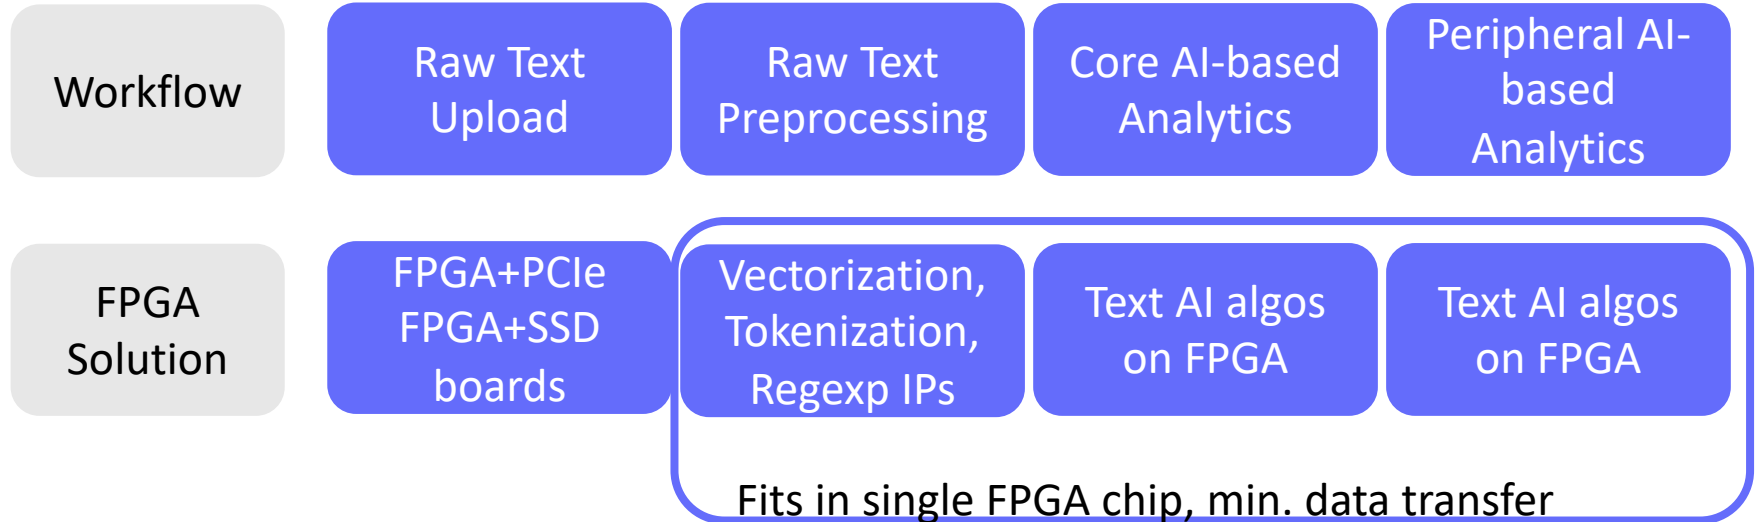 Workflow
Raw Text
Upload
Raw Text
Preprocessing
Core AI-based
Analytics
Peripheral AI-
based
Analytics
FPGA
Solution
FPGA+PCIe
FPGA+SSD
boards
Vectorization,
Tokenization,
Regexp IPs
Text AI algos
on FPGA
Text AI algos
on FPGA
Fits in single FPGA chip, min. data transfer